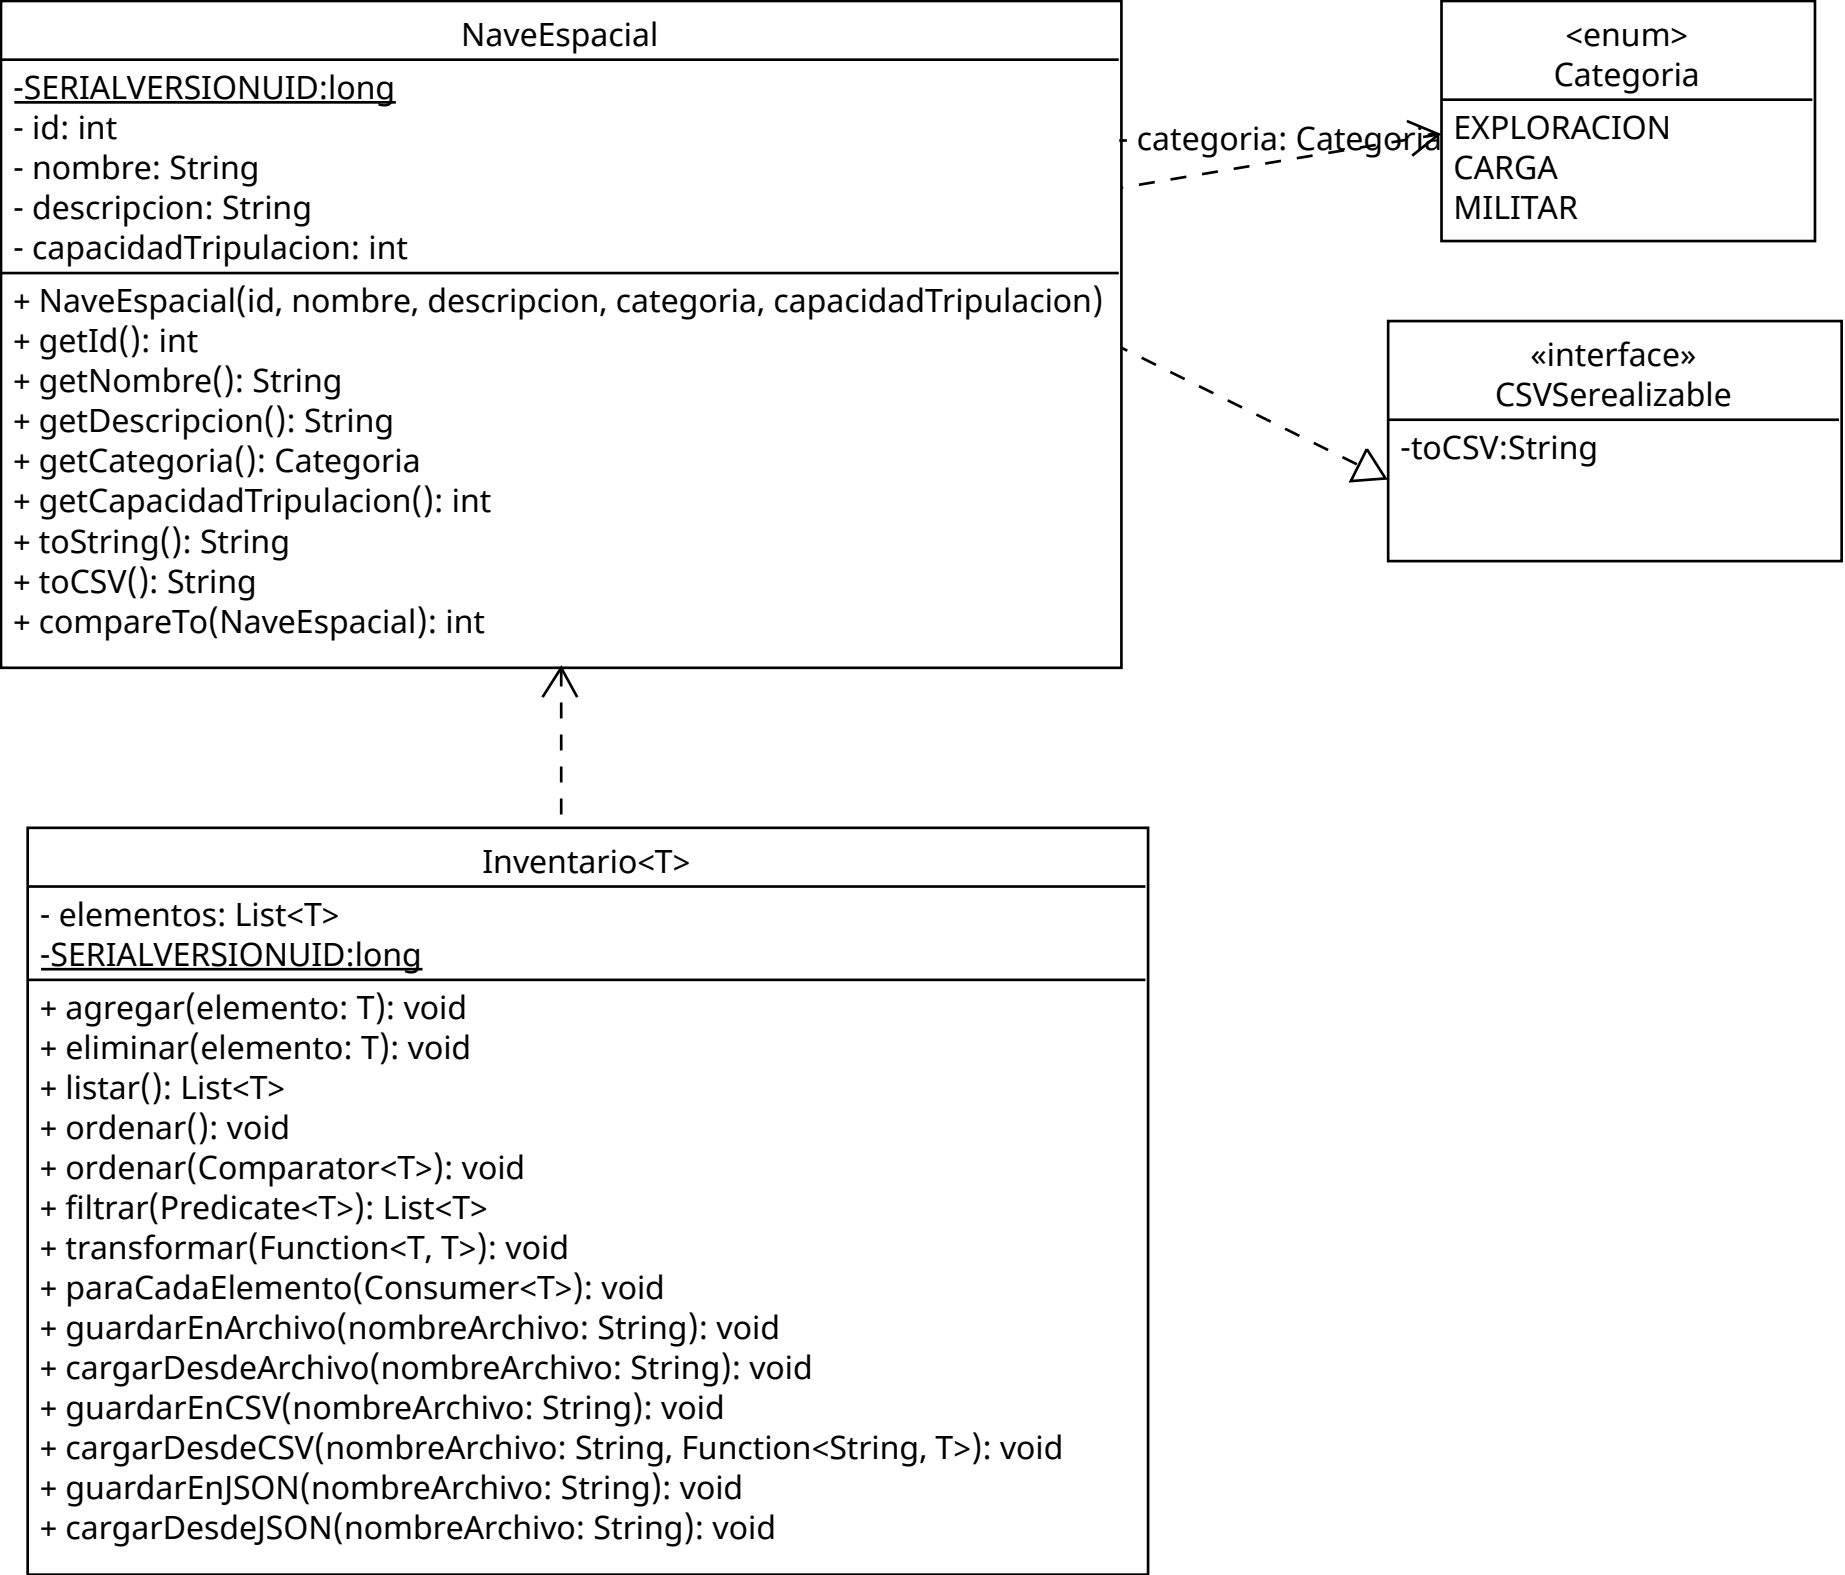 NaveEspacial
-SERIALVERSIONUID:long
- id: int
- nombre: String
- descripcion: String
- capacidadTripulacion: int
+ NaveEspacial(id, nombre, descripcion, categoria, capacidadTripulacion)
+ getId(): int
+ getNombre(): String
+ getDescripcion(): String
+ getCategoria(): Categoria
+ getCapacidadTripulacion(): int
+ toString(): String
+ toCSV(): String
+ compareTo(NaveEspacial): int
- categoria: Categoria
<enum>
Categoria
EXPLORACION
CARGA
MILITAR
«interface»
CSVSerealizable
-toCSV:String
Inventario<T>
- elementos: List<T>
-SERIALVERSIONUID:long
+ agregar(elemento: T): void
+ eliminar(elemento: T): void
+ listar(): List<T>
+ ordenar(): void
+ ordenar(Comparator<T>): void
+ filtrar(Predicate<T>): List<T>
+ transformar(Function<T, T>): void
+ paraCadaElemento(Consumer<T>): void
+ guardarEnArchivo(nombreArchivo: String): void
+ cargarDesdeArchivo(nombreArchivo: String): void
+ guardarEnCSV(nombreArchivo: String): void
+ cargarDesdeCSV(nombreArchivo: String, Function<String, T>): void
+ guardarEnJSON(nombreArchivo: String): void
+ cargarDesdeJSON(nombreArchivo: String): void